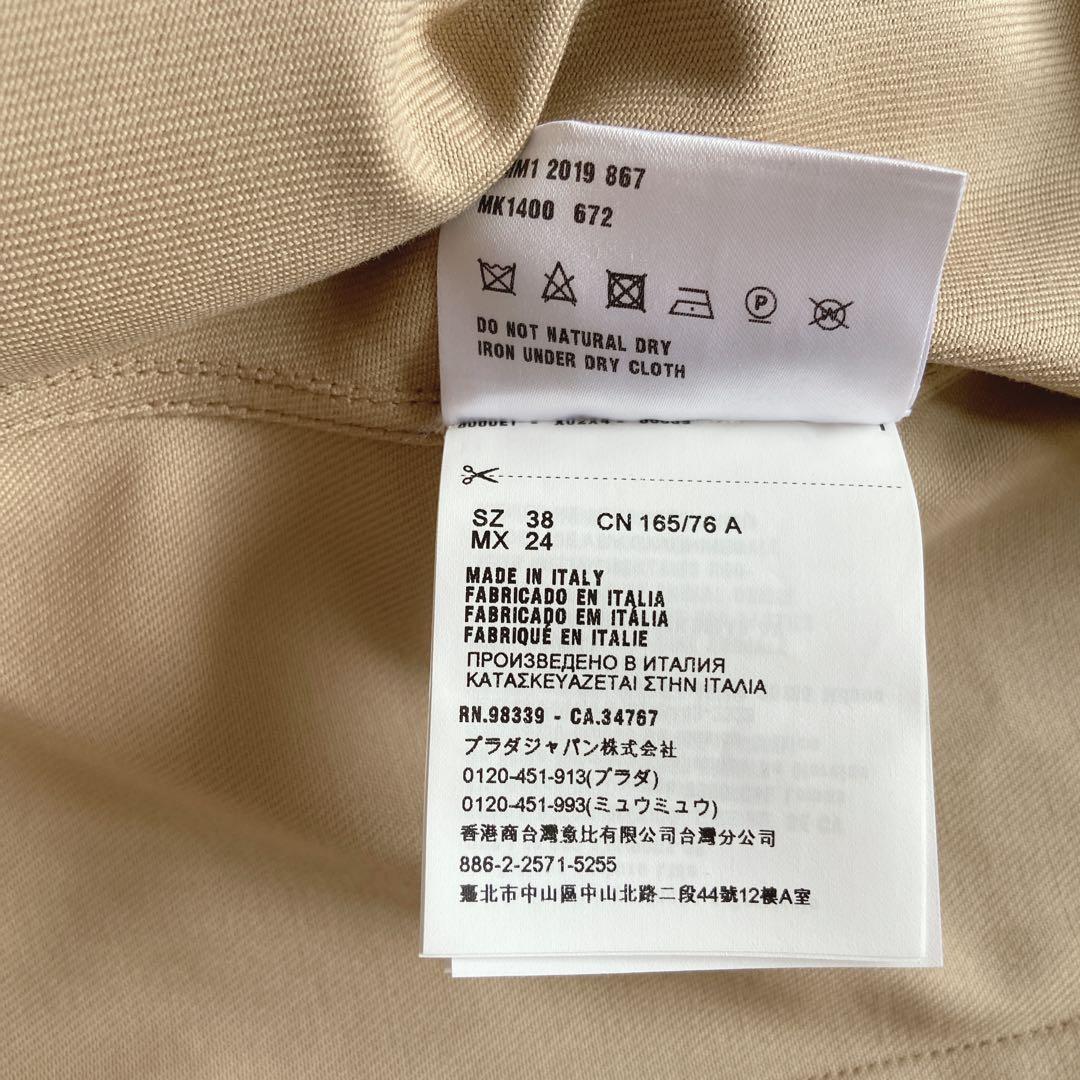 MM1 2019 867
MK1400 672
P
W
DO NOT NATURAL DRY
IRON UNDER DRY CLOTH
SZ 38 CN 165/76 A
MX 24
MADE IN ITALY
FABRICADO EN ITALIA
FABRICADO EM ITÁLIA
FABRIQUÉ EN ITALIE
ПРОИЗВЕДЕНО В ИТАЛИЯ
ΚΑΤΑΣΚΕΥΑΖΕΤΑΙ ΣΤΗΝ ΙΤΑΛΙΑ
RN.98339 - CA.34767
プラダジャパン株式会社
0120-451-913(プラダ)
0120-451-993(ミュウミュウ)
香港商台灣意比有限公司台灣分公司
886-2-2571-5255
臺北市中山區中山北路二段44號12樓A室